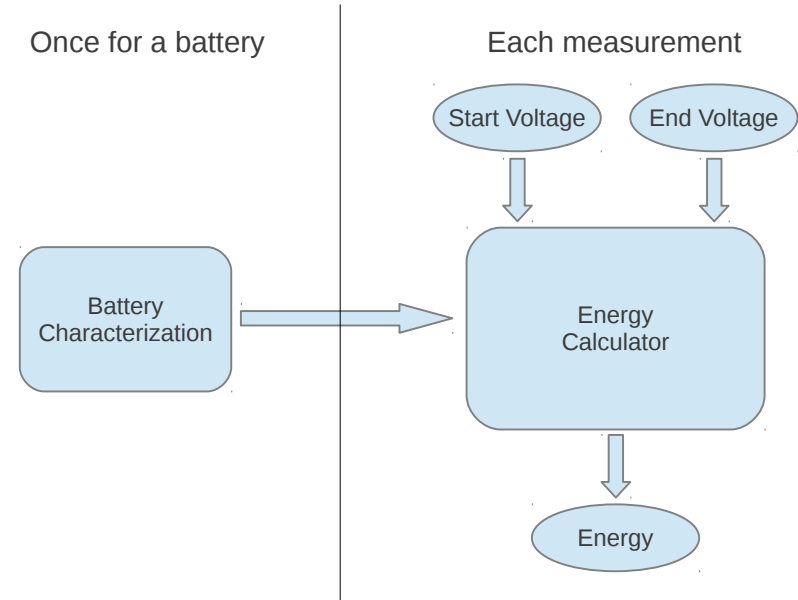 Once for a battery
Each measurement
Start Voltage
End Voltage
Battery
Characterization
Energy
Calculator
Energy